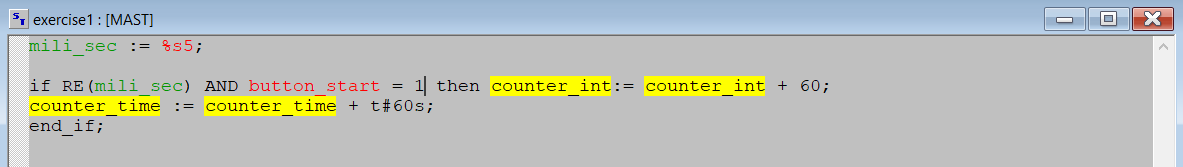 exercise1 : [MAST]
mili_sec := %s5;
if RE(mili_sec) AND button_start = 1 then counter_int:= counter_int + 60;
counter_time := counter_time + t#60s;
end_if;